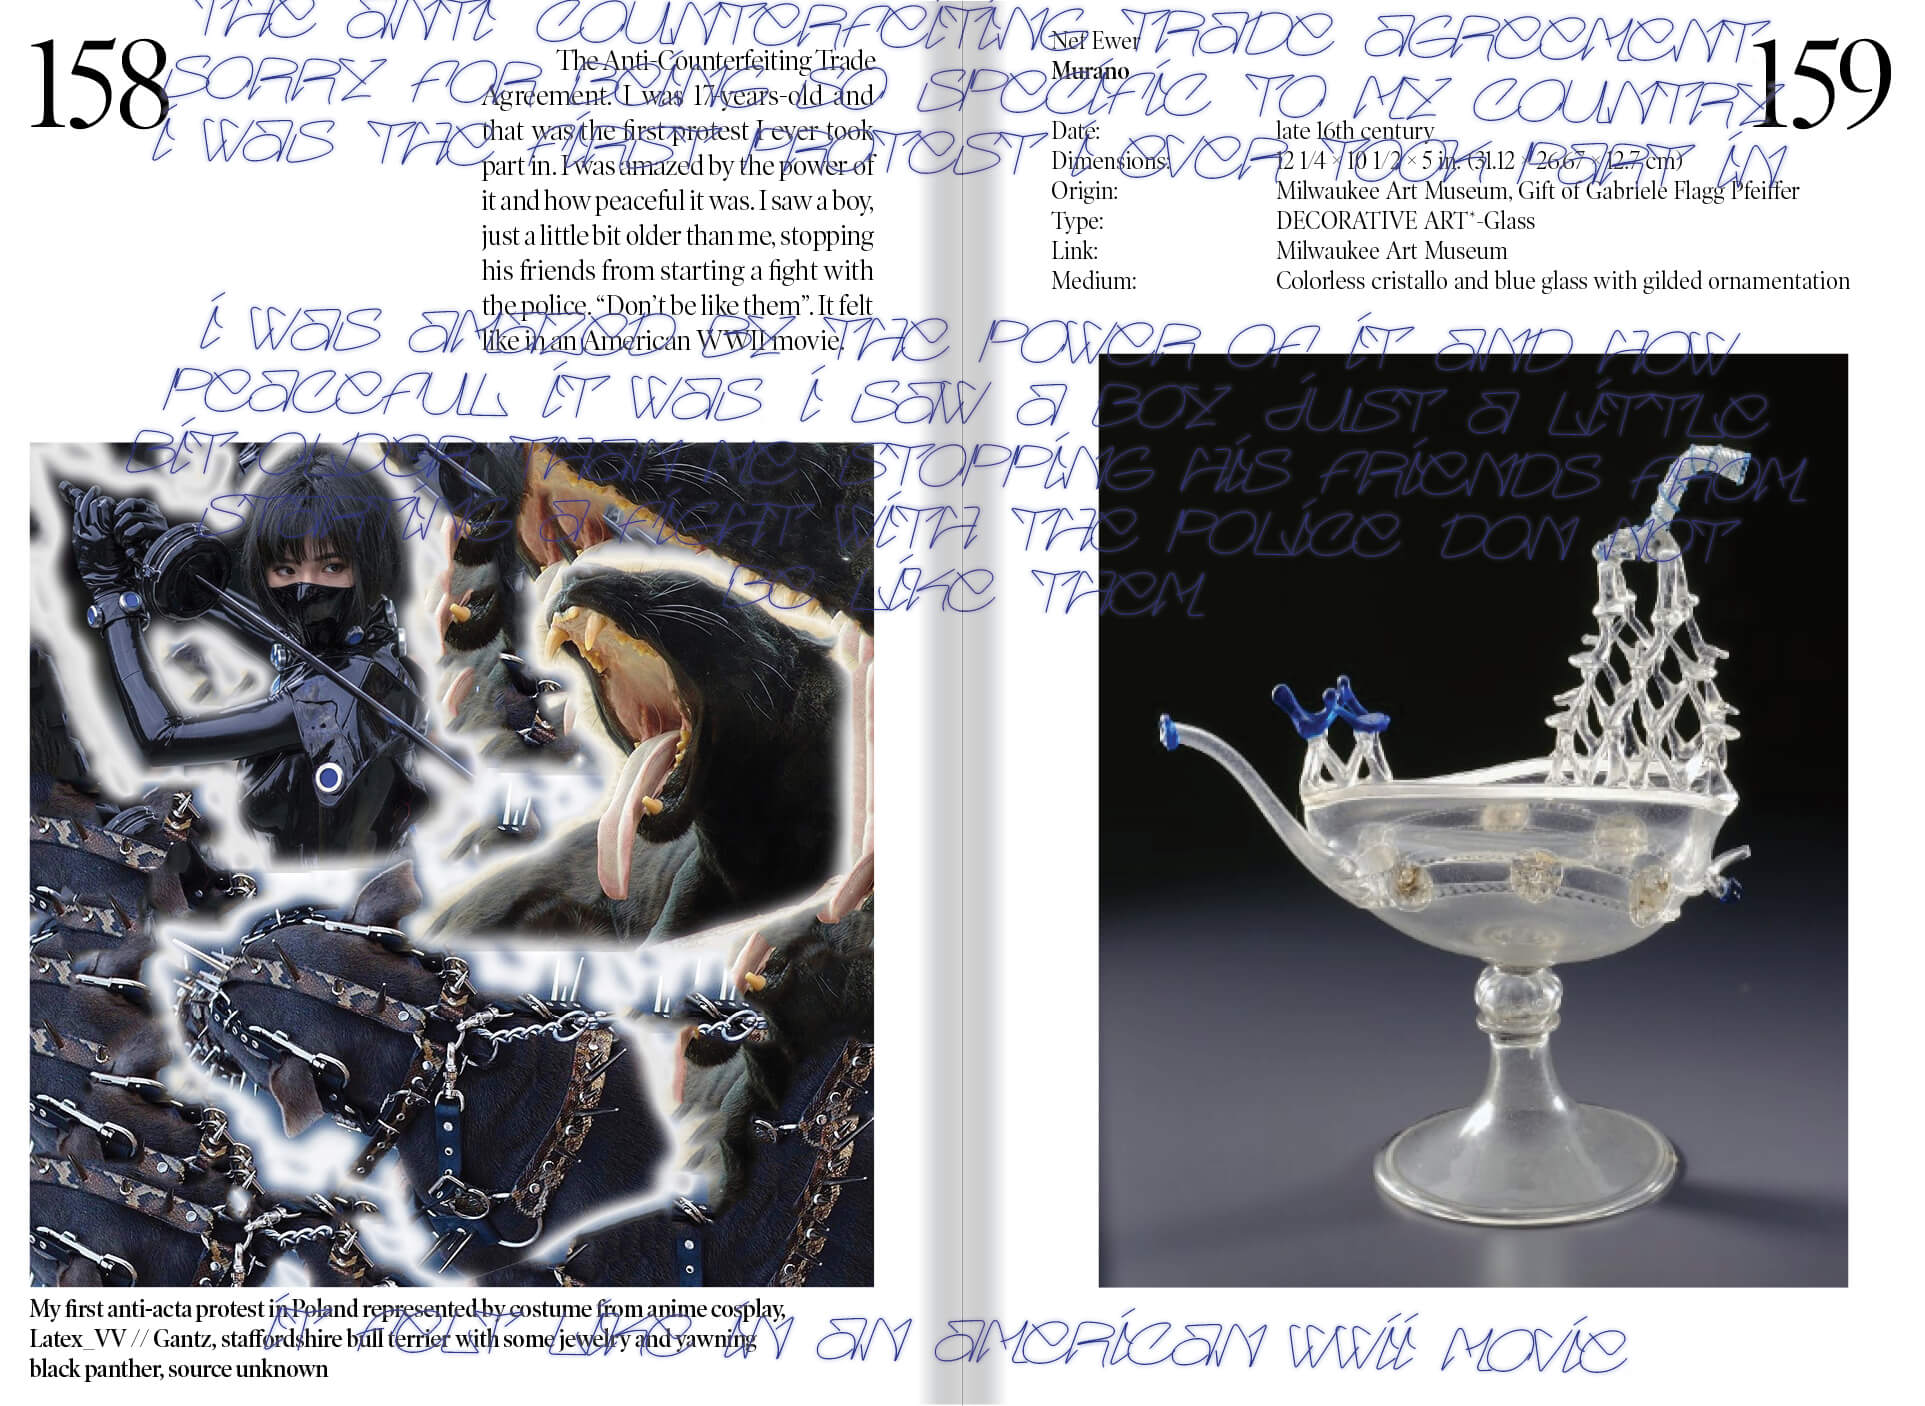 158
The Anti-Counterfeiting Trade
Agreement. I was 17-years-old and
that was the first protest I ever took
part in. I was amazed by the power of
it and how peaceful it was. I saw a boy,
just a little bit older than me, stopping
his friends from starting a fight with
the police. “Don’t be like them”. It felt
like in an American WWII movie.
My first anti-acta protest in Poland represented by costume from anime cosplay,
Latex_VV // Gantz, staffordshire bull terrier with some jewelry and yawning
black panther, source unknown
Nef Ewer
Murano
159
Date: late 16th century
Dimensions: 12 1/4 × 10 1/2 × 5 in. (31.12 × 26.67 × 12.7 cm)
Origin: Milwaukee Art Museum, Gift of Gabriele Flagg Pfeiffer
Type: DECORATIVE ART*-Glass
Link: Milwaukee Art Museum
Medium: Colorless cristallo and blue glass with gilded ornamentation
THE ANTI COUNTERFEITING TRADE AGREEMENT
SORRY FOR BEING SO SPECIFIC TO MY COUNTRY
I WAS THE FIRST PROTEST I EVER TOOK PART IN
I WAS AMAZED BY THE POWER OF IT AND HOW
PEACEFUL IT WAS I SAW A BOY JUST A LITTLE
BIT OLDER THAN ME STOPPING HIS FRIENDS FROM
STARTING A FIGHT WITH THE POLICE DON NOT
BE LIKE THEM
IT FELT LIKE IN AN AMERICAN WWII MOVIE